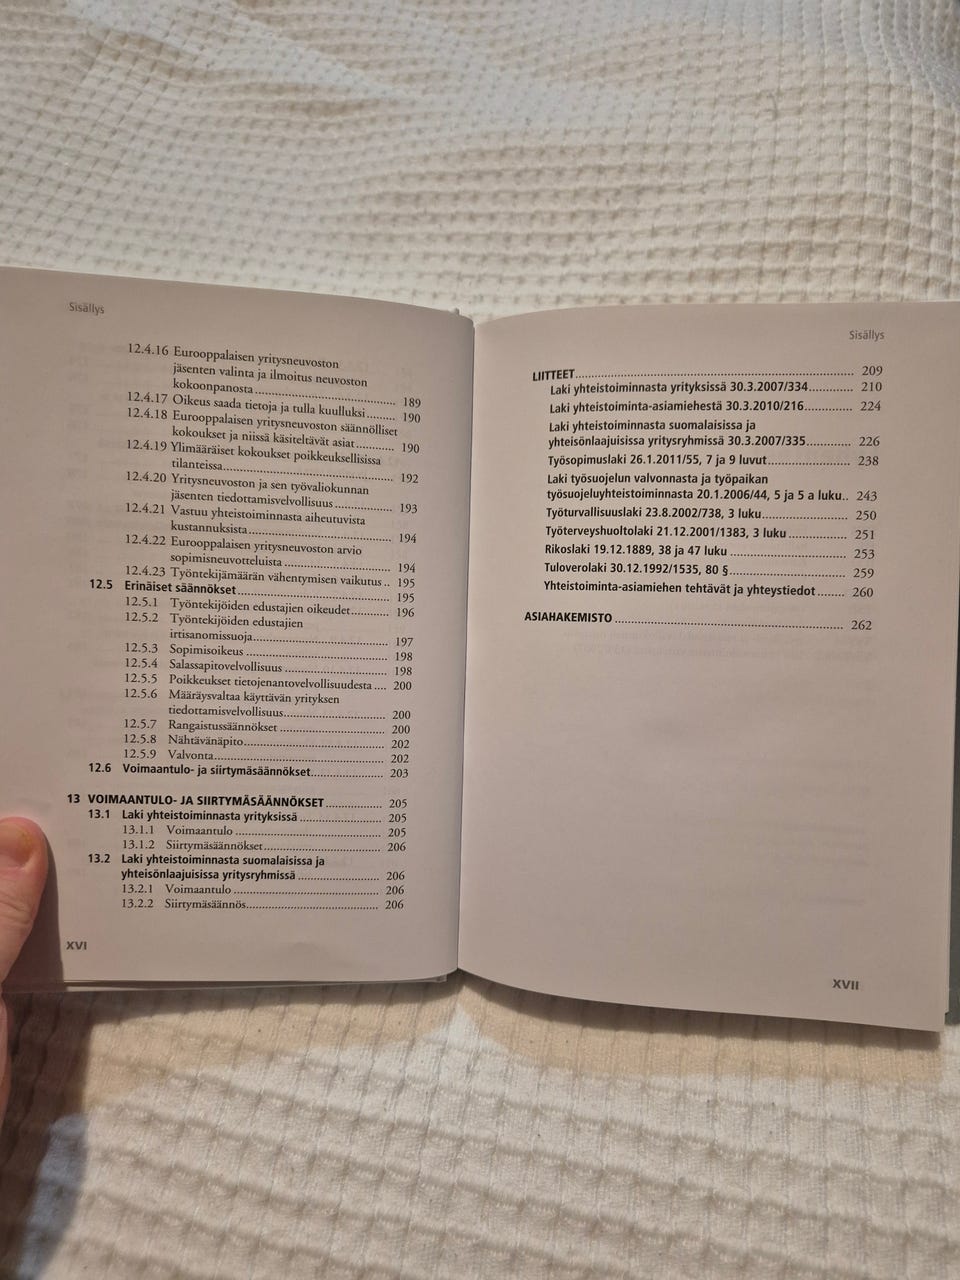 Sisällys
12.4.16 Eurooppalaisen yritysneuvoston
jäsenten valinta ja ilmoitus neuvoston
kokoonpanosta .......... 189
12.4.17 Oikeus saada tietoja ja tulla kuulluksi .......... 190
12.4.18 Eurooppalaisen yritysneuvoston säännölliset
kokoukset ja niissä käsiteltävät asiat .......... 190
12.4.19 Ylimääräiset kokoukset poikkeuksellisissa
tilanteissa .......... 192
12.4.20 Yritysneuvoston ja sen työvaliokunnan
jäsenten tiedottamisvelvollisuus .......... 193
12.4.21 Vastuu yhteistoiminnasta aiheutuvista
kustannuksista .......... 194
12.4.22 Eurooppalaisen yritysneuvoston arvio
sopimisneuvotteluista .......... 194
12.4.23 Työntekijämäärän vähentymisen vaikutus .. 195
12.5 Erinäiset säännökset .......... 195
12.5.1 Työntekijöiden edustajien oikeudet .......... 196
12.5.2 Työntekijöiden edustajien
irtisanomissuoja .......... 197
12.5.3 Sopimisoikeus .......... 198
12.5.4 Salassapitovelvollisuus .......... 198
12.5.5 Poikkeukset tietojenantovelvollisuudesta .... 200
12.5.6 Määräysvaltaa käyttävän yrityksen
tiedottamisvelvollisuus .......... 200
12.5.7 Rangaistussäännökset .......... 200
12.5.8 Nähtävänäpito .......... 202
12.5.9 Valvonta .......... 202
12.6 Voimaantulo- ja siirtymäsäännökset .......... 203
13 VOIMAANTULO- JA SIIRTYMÄSÄÄNNÖKSET .......... 205
13.1 Laki yhteistoiminnasta yrityksissä .......... 205
13.1.1 Voimaantulo .......... 205
13.1.2 Siirtymäsäännökset .......... 206
13.2 Laki yhteistoiminnasta suomalaisissa ja
yhteisönlaajuisissa yritysryhmissä .......... 206
13.2.1 Voimaantulo .......... 206
13.2.2 Siirtymäsäännös .......... 206
XVI
Sisällys
LIITTEET .......... 209
Laki yhteistoiminnasta yrityksissä 30.3.2007/334 .......... 210
Laki yhteistoiminta-asiamiehestä 30.3.2010/216 .......... 224
Laki yhteistoiminnasta suomalaisissa ja
yhteisönlaajuisissa yritysryhmissä 30.3.2007/335 .......... 226
Työsopimuslaki 26.1.2011/55, 7 ja 9 luvut .......... 238
Laki työsuojelun valvonnasta ja työpaikan
työsuojeluyhteistoiminnasta 20.1.2006/44, 5 ja 5 a luku .. 243
Työturvallisuuslaki 23.8.2002/738, 3 luku .......... 250
Työterveyshuoltolaki 21.12.2001/1383, 3 luku .......... 251
Rikoslaki 19.12.1889, 38 ja 47 luku .......... 253
Tuloverolaki 30.12.1992/1535, 80 § .......... 259
Yhteistoiminta-asiamiehen tehtävät ja yhteystiedot ....... 260
ASIAHAKEMISTO .......... 262
XVII